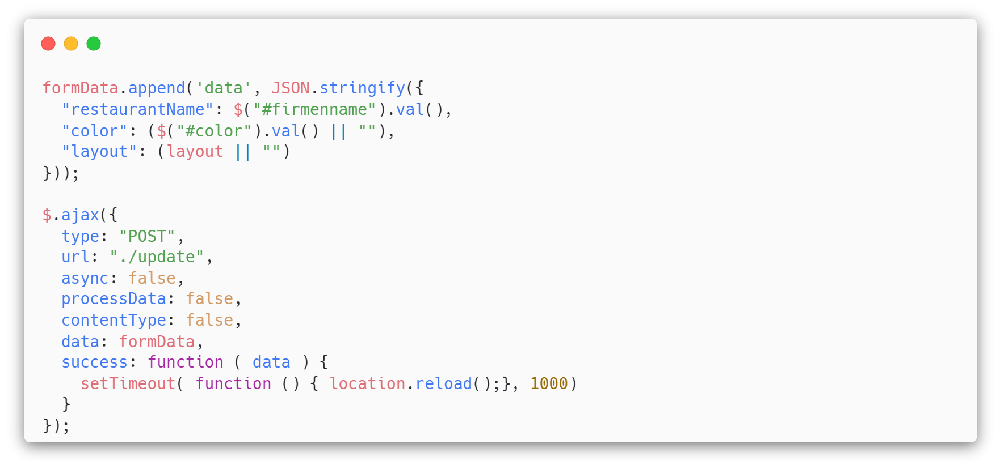 formData.append('data', JSON.stringify({
  "restaurantName": $("#firmenname").val(),
  "color": ($("#color").val() || ""),
  "layout": (layout || "")
}));

$.ajax({
  type: "POST",
  url: "./update",
  async: false,
  processData: false,
  contentType: false,
  data: formData,
  success: function ( data ) {
    setTimeout( function () { location.reload();}, 1000)
  }
});